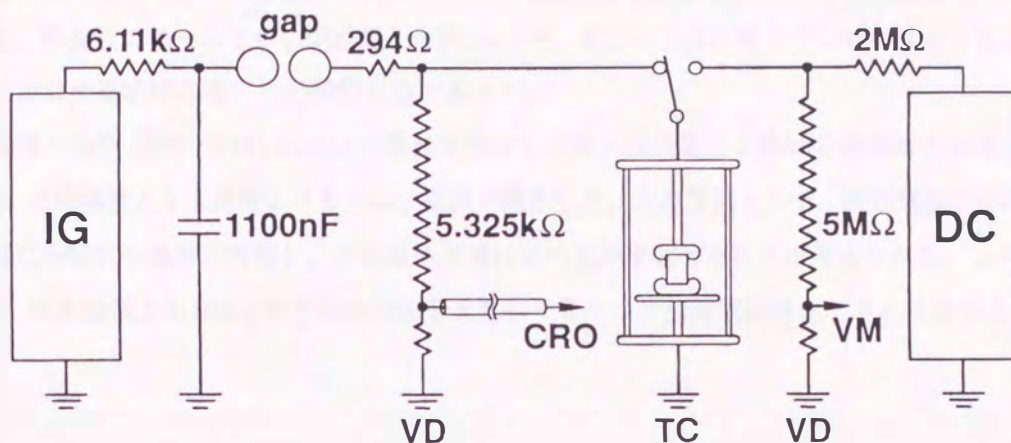 gap
6.11kΩ
294Ω
2MΩ
IG
1100nF
5.325kΩ
5MΩ
DC
CRO
VM
VD
TC
VD